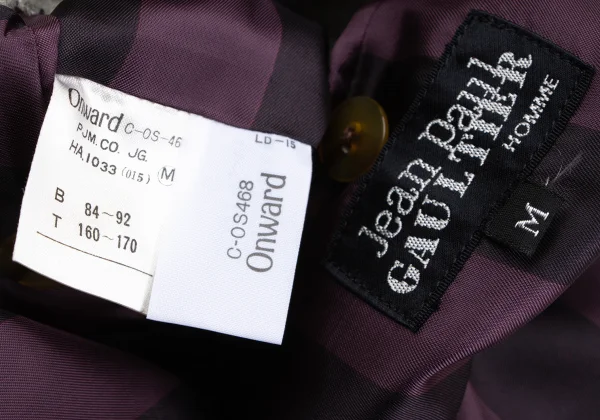 Onward C-OS-46
PJM.CO. JG.
HA1033 (015) M
B 84~92
T 160~170
LD-15
C-OS468
Onward
Jean Paul
GAULTIER
HOMME
M